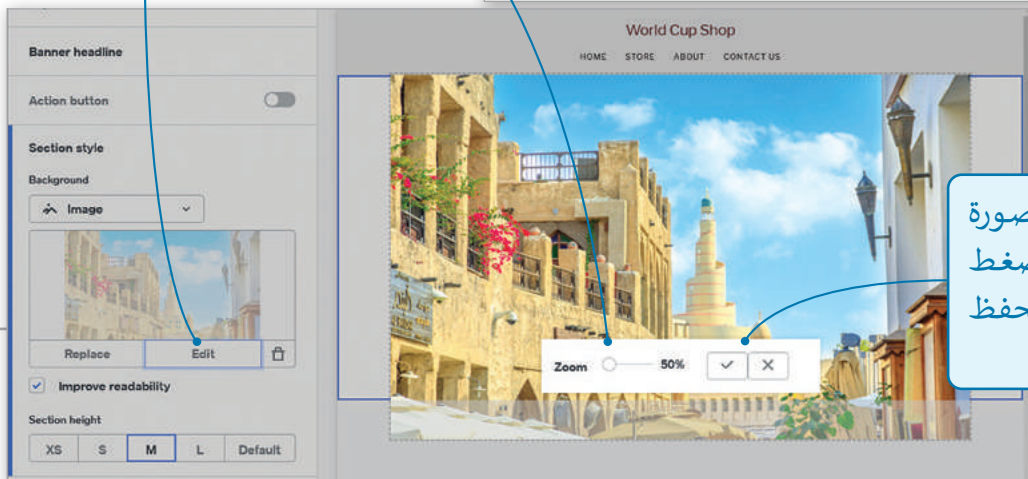 World Cup Shop
HOME STORE ABOUT CONTACT US
Banner headline
Action button
Section style
Background
Image
Replace Edit
Improve readability
Section height
XS S M L Default
Zoom 50%
صورة
حفظ